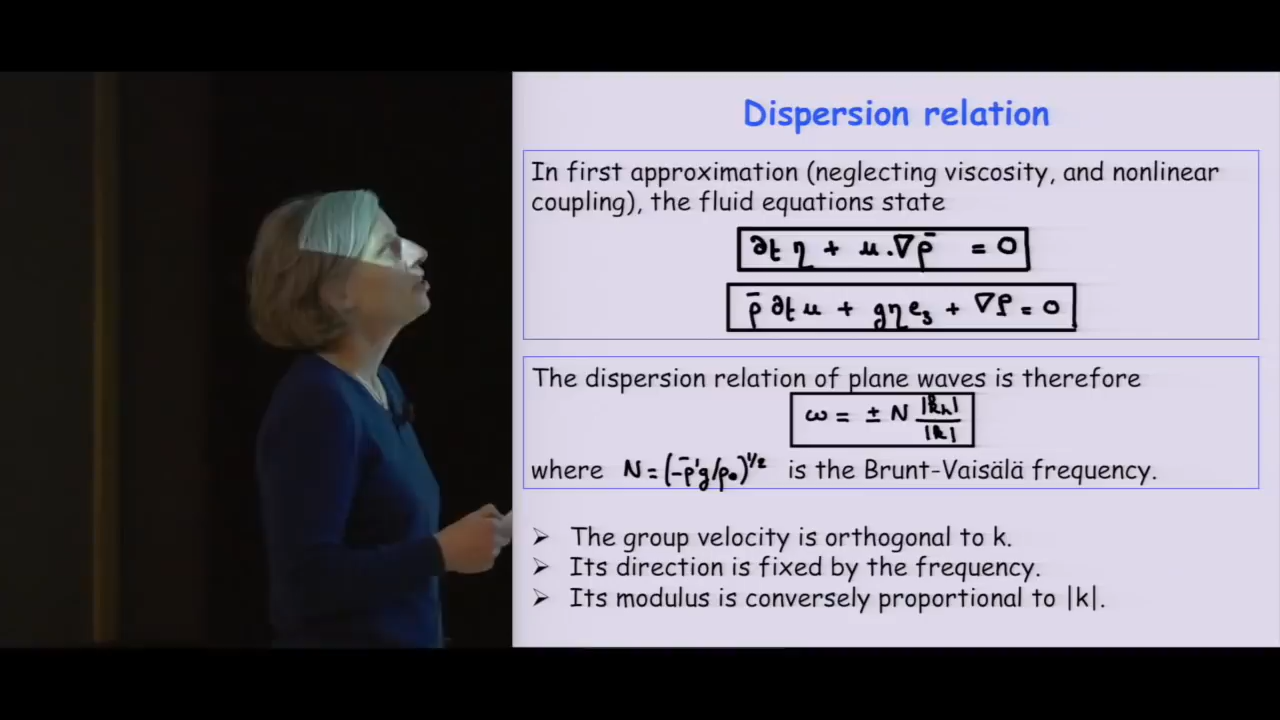 Dispersion relation
In first approximation (neglecting viscosity, and nonlinear
coupling), the fluid equations state
∂t η + u.∇ρ̄ = 0
ρ̄ ∂t u + gηe₃ + ∇P = 0
The dispersion relation of plane waves is therefore
ω = ± N |kₕ|/|k|
where N = (-ρ̄'g/ρ₀)^1/2 is the Brunt-Vaisälä frequency.
➢ The group velocity is orthogonal to k.
➢ Its direction is fixed by the frequency.
➢ Its modulus is conversely proportional to |k|.